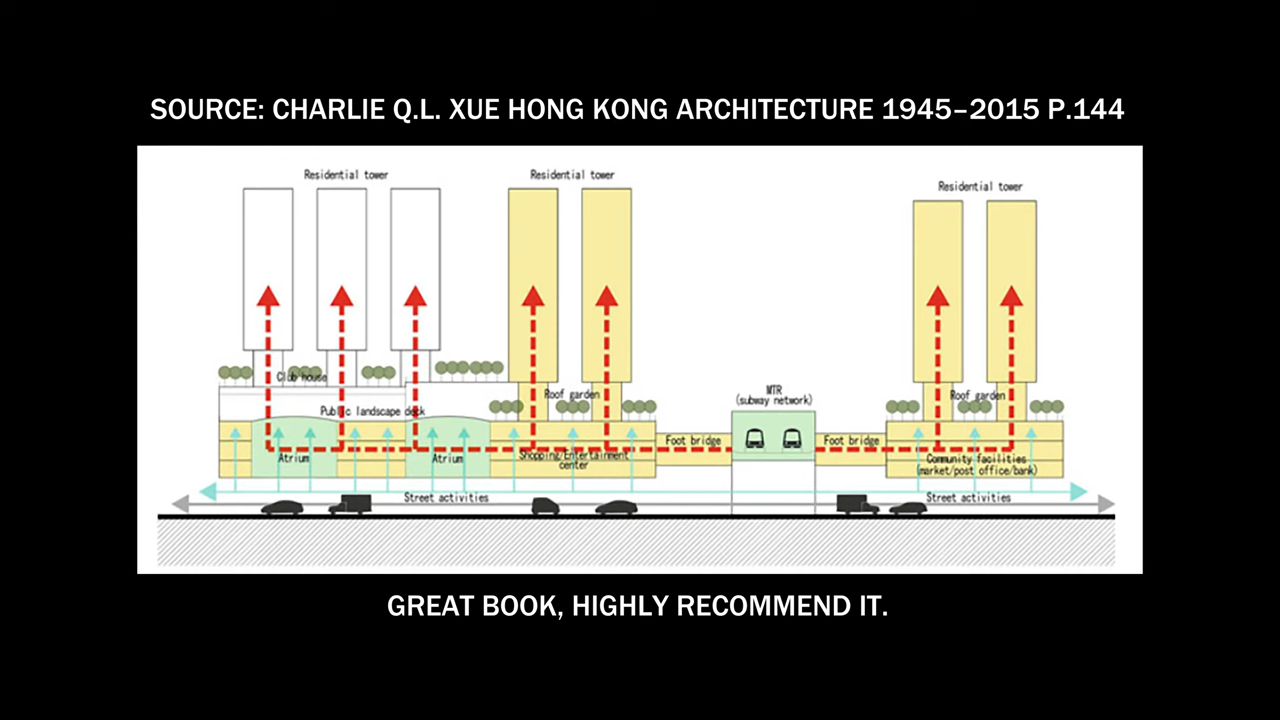 SOURCE: CHARLIE Q.L. XUE HONG KONG ARCHITECTURE 1945–2015 P.144
Residential tower
Residential tower
Residential tower
Club house
Public landscape deck
Roof garden
MTR
(subway network)
Roof garden
Atrium
Atrium
Shopping/Entertainment
center
Foot bridge
Foot bridge
Community facilities
(market/post office/bank)
Street activities
Street activities
GREAT BOOK, HIGHLY RECOMMEND IT.